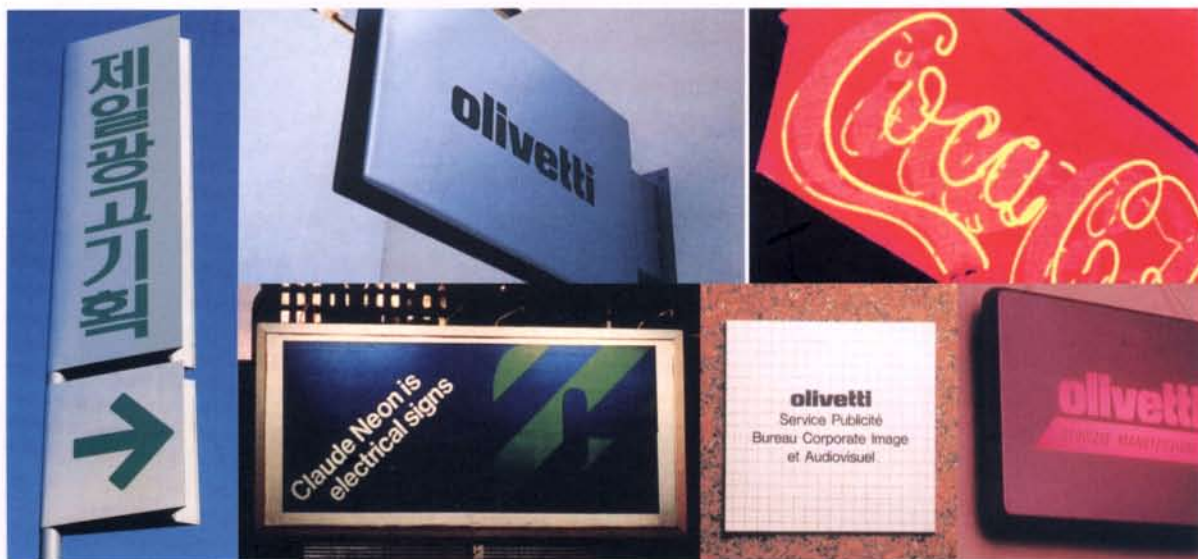 제일광고기획
olivetti
Coca
Claude Neon is
electrical signs
olivetti
Service Publicité
Bureau Corporate Image
et Audiovisuel
olivetti